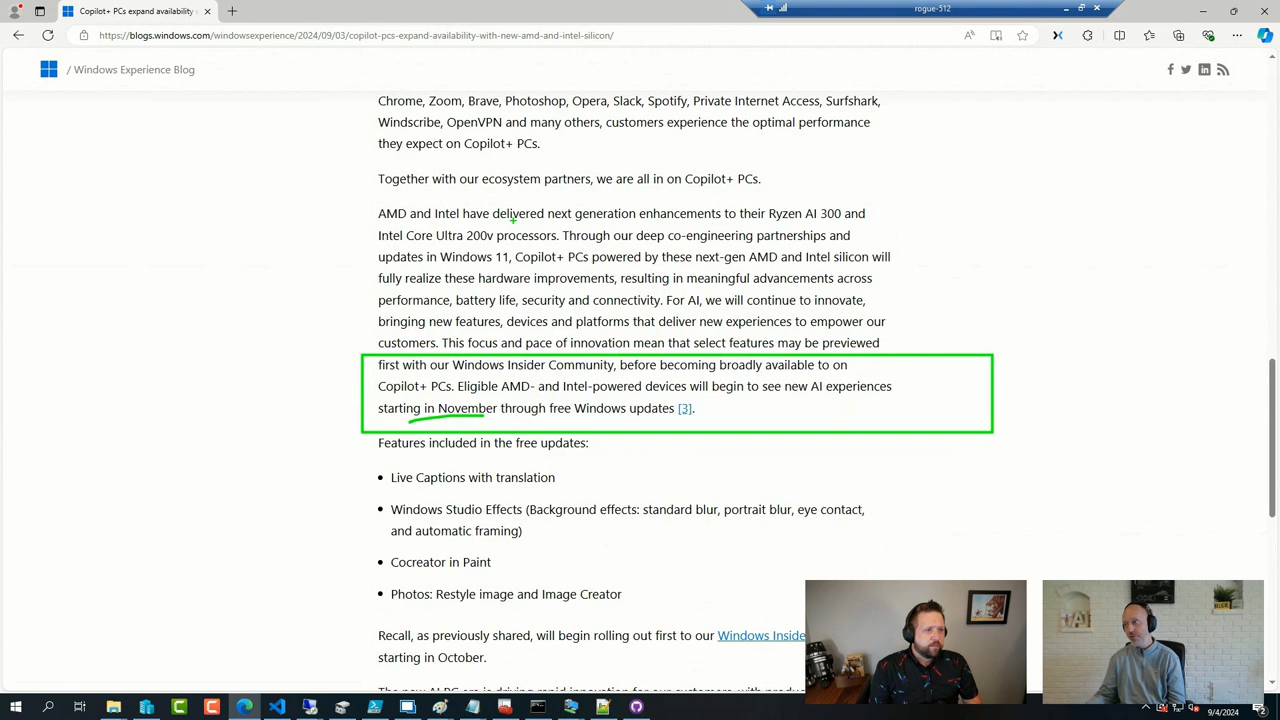 Copilot+ PCs expand availability
rogue-512
https://blogs.windows.com/windowsexperience/2024/09/03/copilot-pcs-expand-availability-with-new-amd-and-intel-silicon/
/ Windows Experience Blog
Chrome, Zoom, Brave, Photoshop, Opera, Slack, Spotify, Private Internet Access, Surfshark,
Windscribe, OpenVPN and many others, customers experience the optimal performance
they expect on Copilot+ PCs.
Together with our ecosystem partners, we are all in on Copilot+ PCs.
AMD and Intel have delivered next generation enhancements to their Ryzen AI 300 and
Intel Core Ultra 200v processors. Through our deep co-engineering partnerships and
updates in Windows 11, Copilot+ PCs powered by these next-gen AMD and Intel silicon will
fully realize these hardware improvements, resulting in meaningful advancements across
performance, battery life, security and connectivity. For AI, we will continue to innovate,
bringing new features, devices and platforms that deliver new experiences to empower our
customers. This focus and pace of innovation mean that select features may be previewed
first with our Windows Insider Community, before becoming broadly available to on
Copilot+ PCs. Eligible AMD- and Intel-powered devices will begin to see new AI experiences
starting in November through free Windows updates [3].
Features included in the free updates:
• Live Captions with translation
• Windows Studio Effects (Background effects: standard blur, portrait blur, eye contact,
and automatic framing)
• Cocreator in Paint
• Photos: Restyle image and Image Creator
Recall, as previously shared, will begin rolling out first to our Windows Inside
starting in October.
9/4/2024